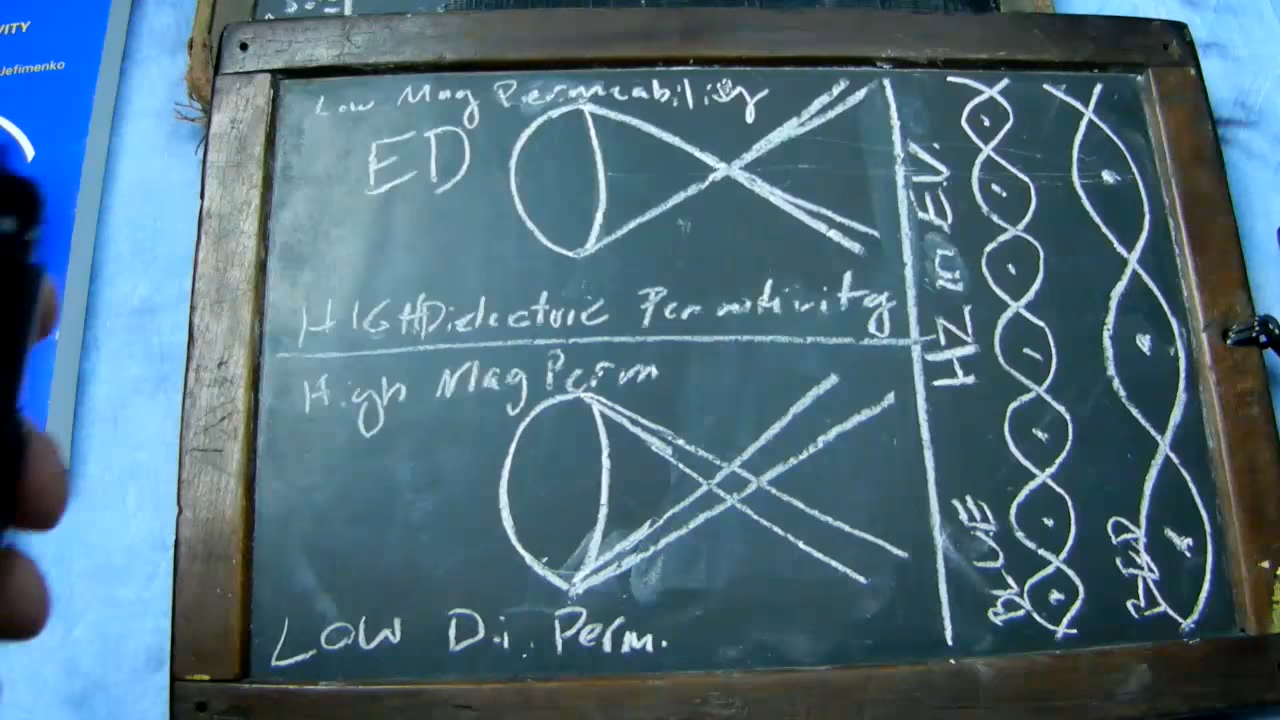 VITY
Jefimenko
Low Mag Permeability
ED
HIGH Dielectric Permitivity
High Mag Perm
Low Di. Perm.
HZ in EV.
BLUE
RED